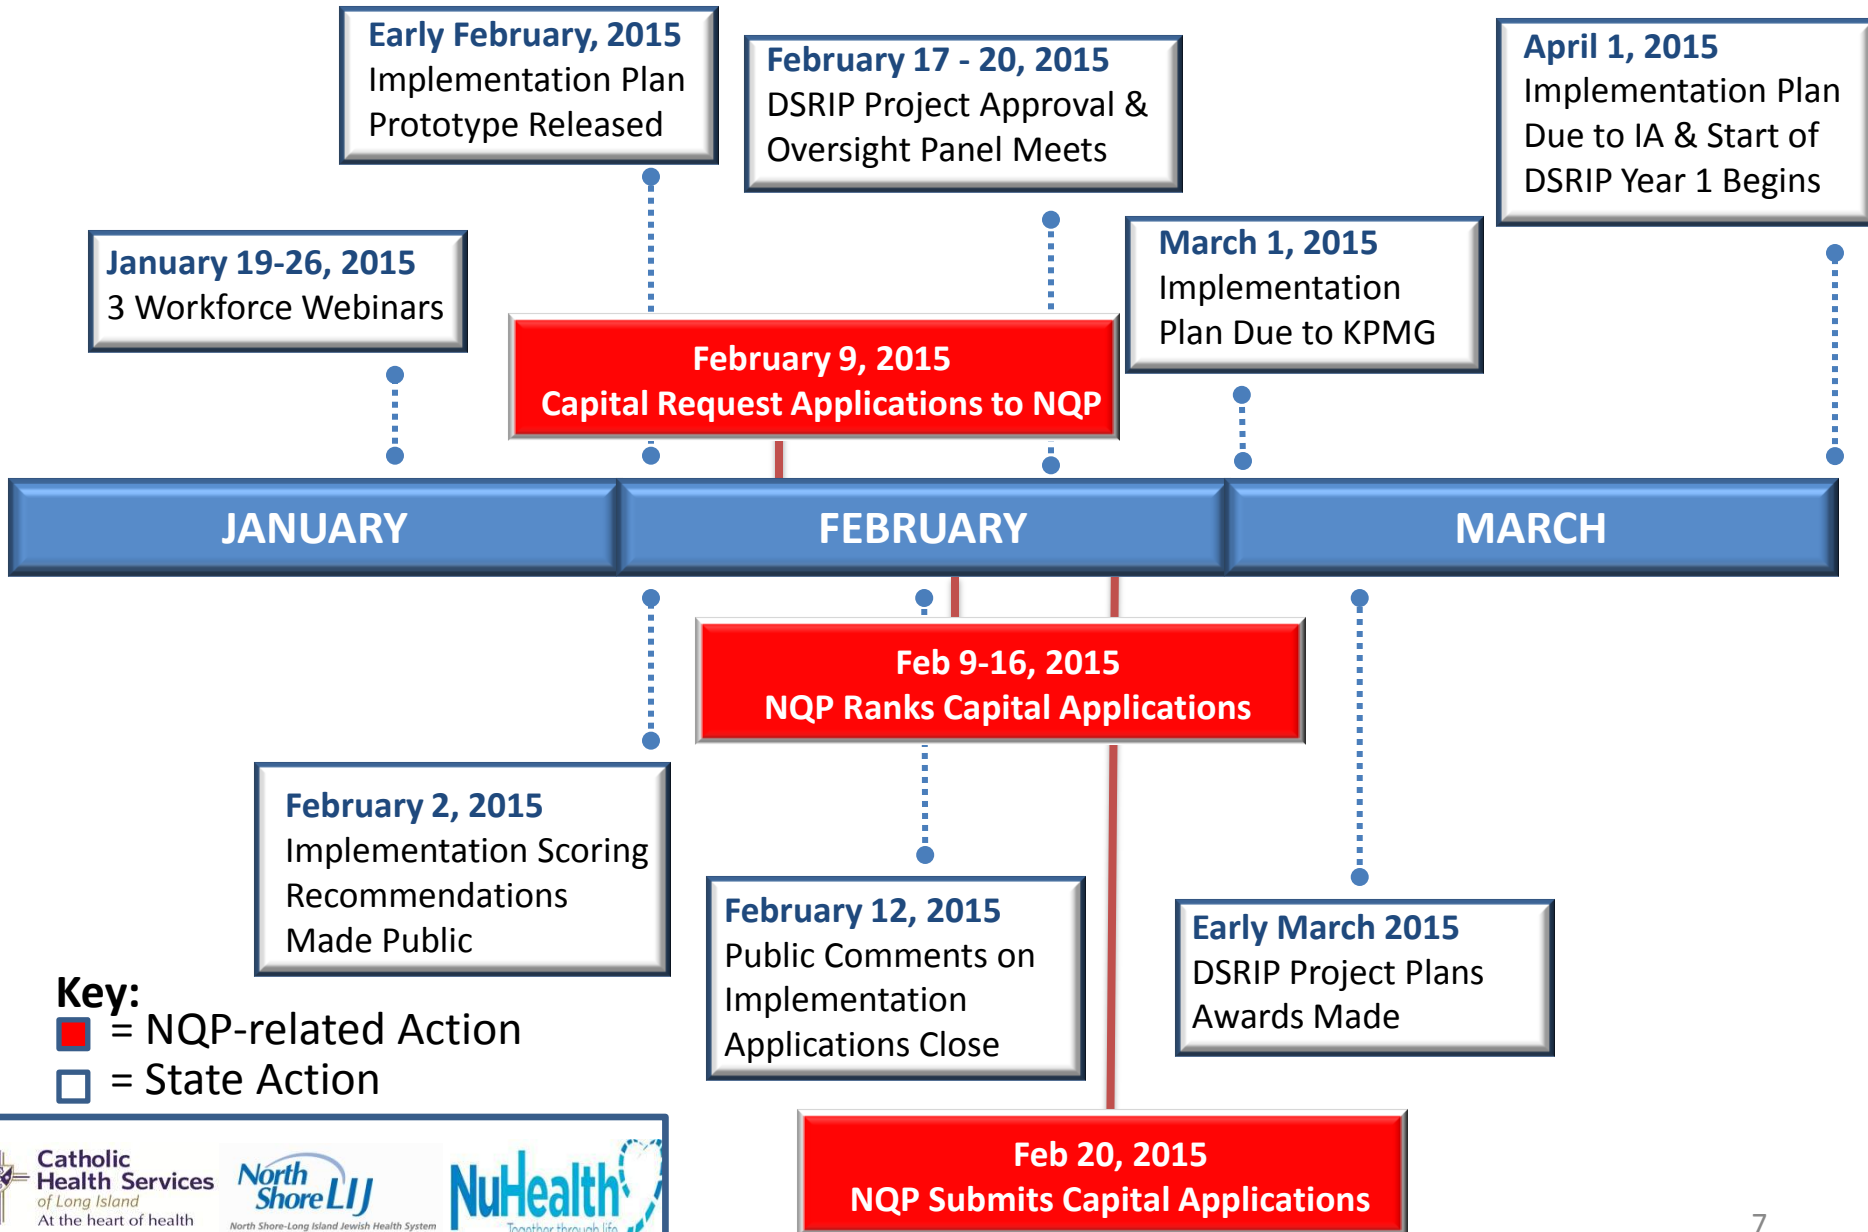 Early February, 2015
Implementation Plan
Prototype Released
February 17 - 20, 2015
DSRIP Project Approval &
Oversight Panel Meets
April 1, 2015
Implementation Plan
Due to IA & Start of
DSRIP Year 1 Begins
January 19-26, 2015
3 Workforce Webinars
March 1, 2015
Implementation
Plan Due to KPMG
February 9, 2015
Capital Request Applications to NQP
JANUARY
FEBRUARY
MARCH
Feb 9-16, 2015
NQP Ranks Capital Applications
February 2, 2015
Implementation Scoring
Recommendations
Made Public
February 12, 2015
Public Comments on
Implementation
Applications Close
Early March 2015
DSRIP Project Plans
Awards Made
Key:
= NQP-related Action
= State Action
Feb 20, 2015
NQP Submits Capital Applications
Catholic
Health Services
of Long Island
At the heart of health
North
Shore LIJ
North Shore-Long Island Jewish Health System
NuHealth
Together through life
7